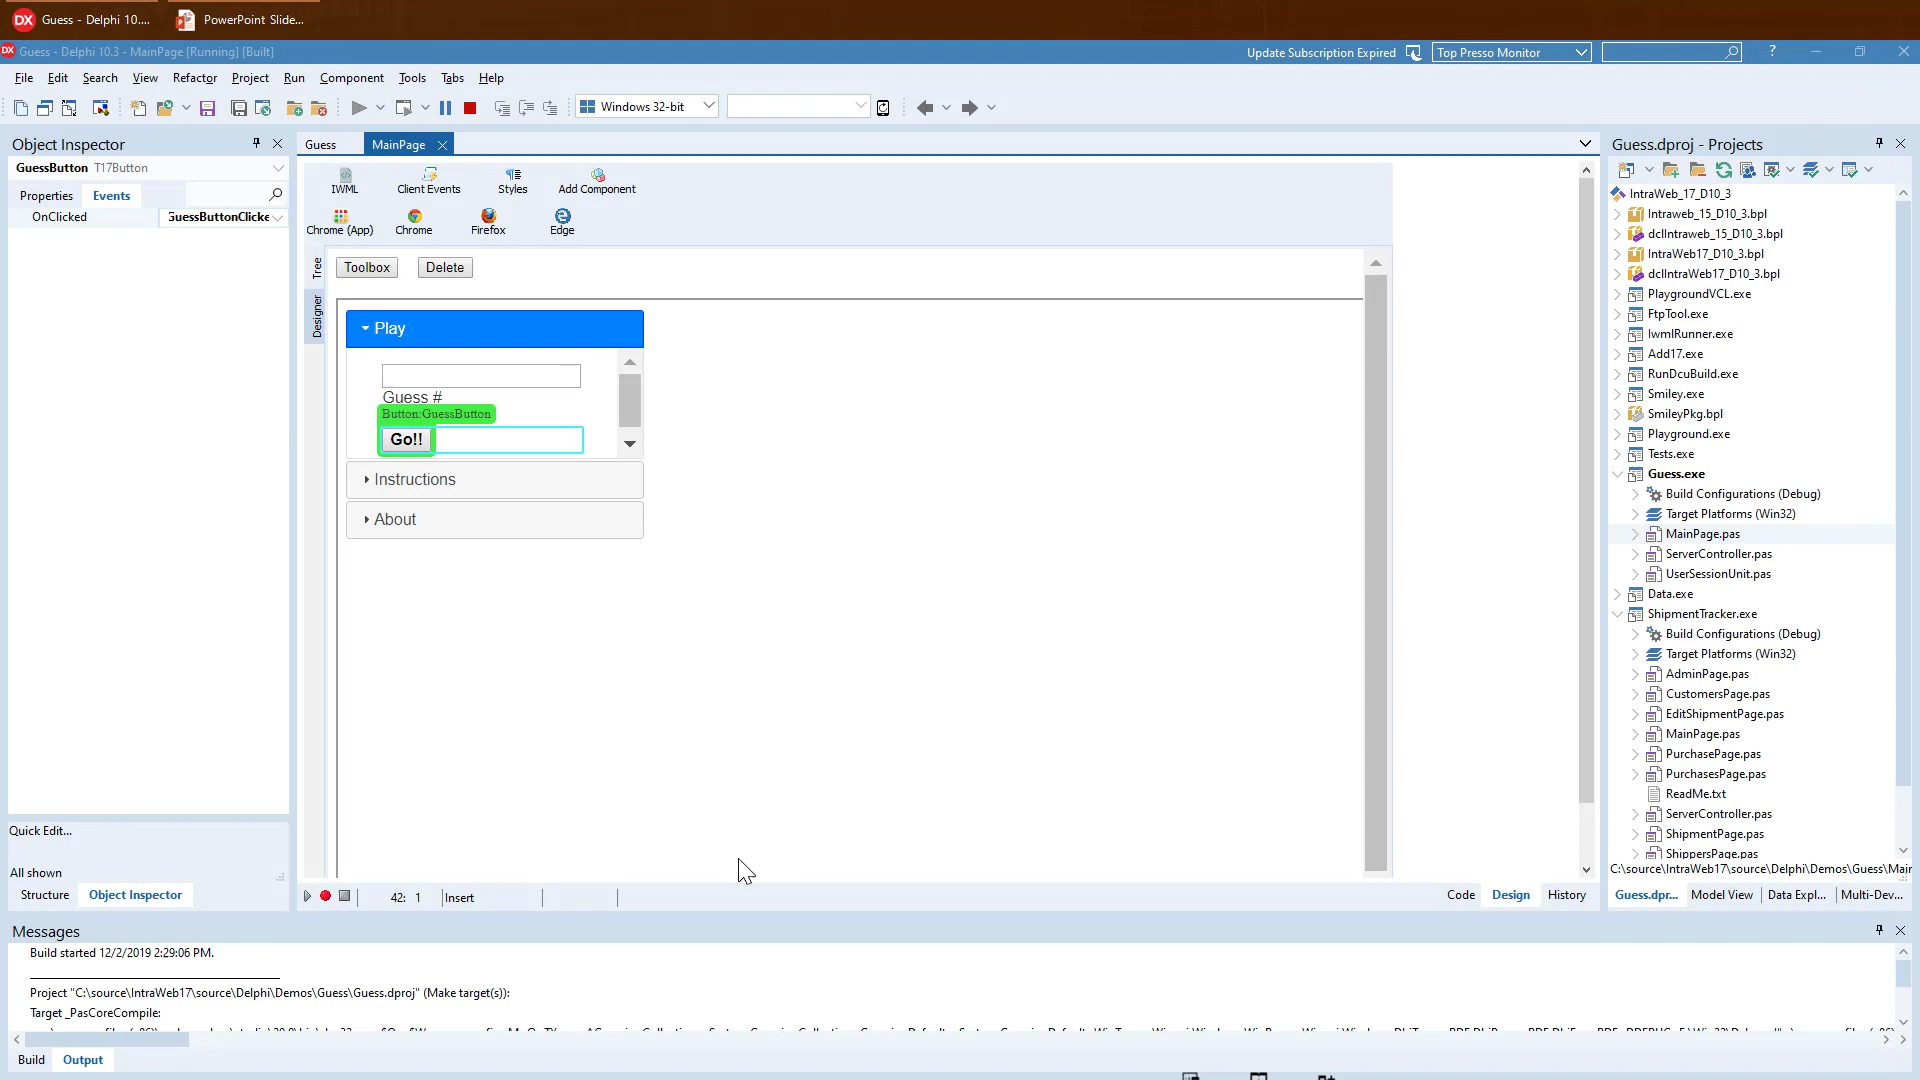 Guess - Delphi 10....
PowerPoint Slide...
Guess - Delphi 10.3 - MainPage [Running] [Built]
Update Subscription Expired
Top Presso Monitor
?
File Edit Search View Refactor Project Run Component Tools Tabs Help
Windows 32-bit
Object Inspector
GuessButton T17Button
Properties Events
OnClicked
GuessButtonClicke
Quick Edit...
All shown
Structure Object Inspector
Guess
MainPage
IWML
Client Events
Styles
Add Component
Chrome (App)
Chrome
Firefox
Edge
Tree
Designer
Toolbox
Delete
Play
Guess #
Button:GuessButton
Go!!
Instructions
About
42: 1 Insert
Code Design History
Guess.dproj - Projects
IntraWeb_17_D10_3
Intraweb_15_D10_3.bpl
dclIntraweb_15_D10_3.bpl
IntraWeb17_D10_3.bpl
dclIntraWeb17_D10_3.bpl
PlaygroundVCL.exe
FtpTool.exe
IwmlRunner.exe
Add17.exe
RunDcuBuild.exe
Smiley.exe
SmileyPkg.bpl
Playground.exe
Tests.exe
Guess.exe
Build Configurations (Debug)
Target Platforms (Win32)
MainPage.pas
ServerController.pas
UserSessionUnit.pas
Data.exe
ShipmentTracker.exe
Build Configurations (Debug)
Target Platforms (Win32)
AdminPage.pas
CustomersPage.pas
EditShipmentPage.pas
MainPage.pas
PurchasePage.pas
PurchasesPage.pas
ReadMe.txt
ServerController.pas
ShipmentPage.pas
ShippersPage.pas
C:\source\IntraWeb17\source\Delphi\Demos\Guess\Mair
Guess.dpr... Model View Data Expl... Multi-Dev...
Messages
Build started 12/2/2019 2:29:06 PM.
Project "C:\source\IntraWeb17\source\Delphi\Demos\Guess\Guess.dproj" (Make target(s)):
Target _PasCoreCompile:
Build Output